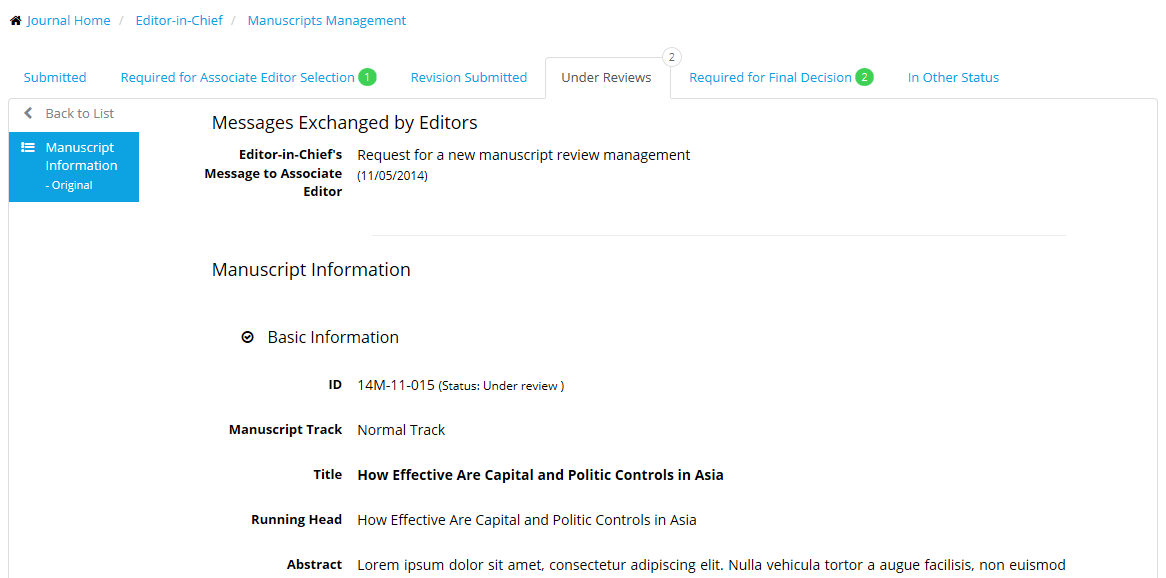 Journal Home / Editor-in-Chief / Manuscripts Management
Submitted Required for Associate Editor Selection 1 Revision Submitted Under Reviews 2 Required for Final Decision 2 In Other Status
Back to List
Manuscript
Information
- Original
Messages Exchanged by Editors
Editor-in-Chief's
Message to Associate
Editor
Request for a new manuscript review management
(11/05/2014)
Manuscript Information
Basic Information
ID 14M-11-015 (Status: Under review )
Manuscript Track Normal Track
Title How Effective Are Capital and Politic Controls in Asia
Running Head How Effective Are Capital and Politic Controls in Asia
Abstract Lorem ipsum dolor sit amet, consectetur adipiscing elit. Nulla vehicula tortor a augue facilisis, non euismod